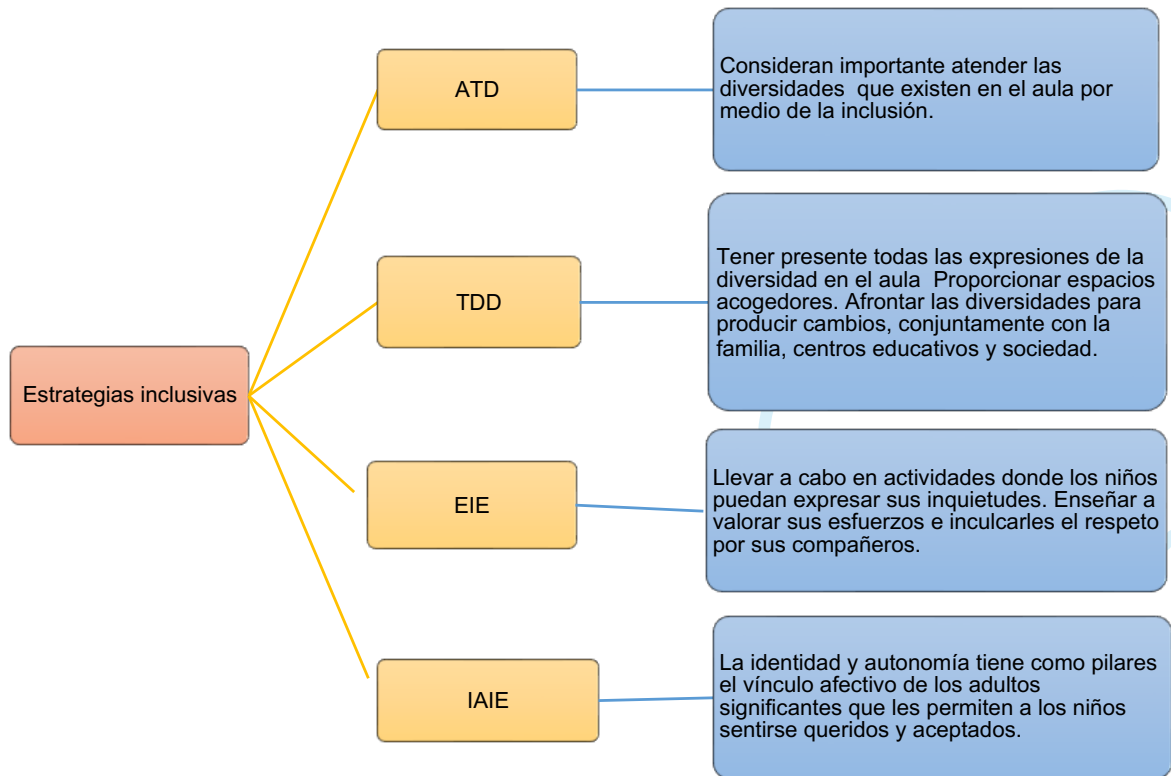 Estrategias inclusivas
ATD
Consideran importante atender las
diversidades que existen en el aula por
medio de la inclusión.
TDD
Tener presente todas las expresiones de la
diversidad en el aula Proporcionar espacios
acogedores. Afrontar las diversidades para
producir cambios, conjuntamente con la
familia, centros educativos y sociedad.
EIE
Llevar a cabo en actividades donde los niños
puedan expresar sus inquietudes. Enseñar a
valorar sus esfuerzos e inculcarles el respeto
por sus compañeros.
IAIE
La identidad y autonomía tiene como pilares
el vínculo afectivo de los adultos
significantes que les permiten a los niños
sentirse queridos y aceptados.